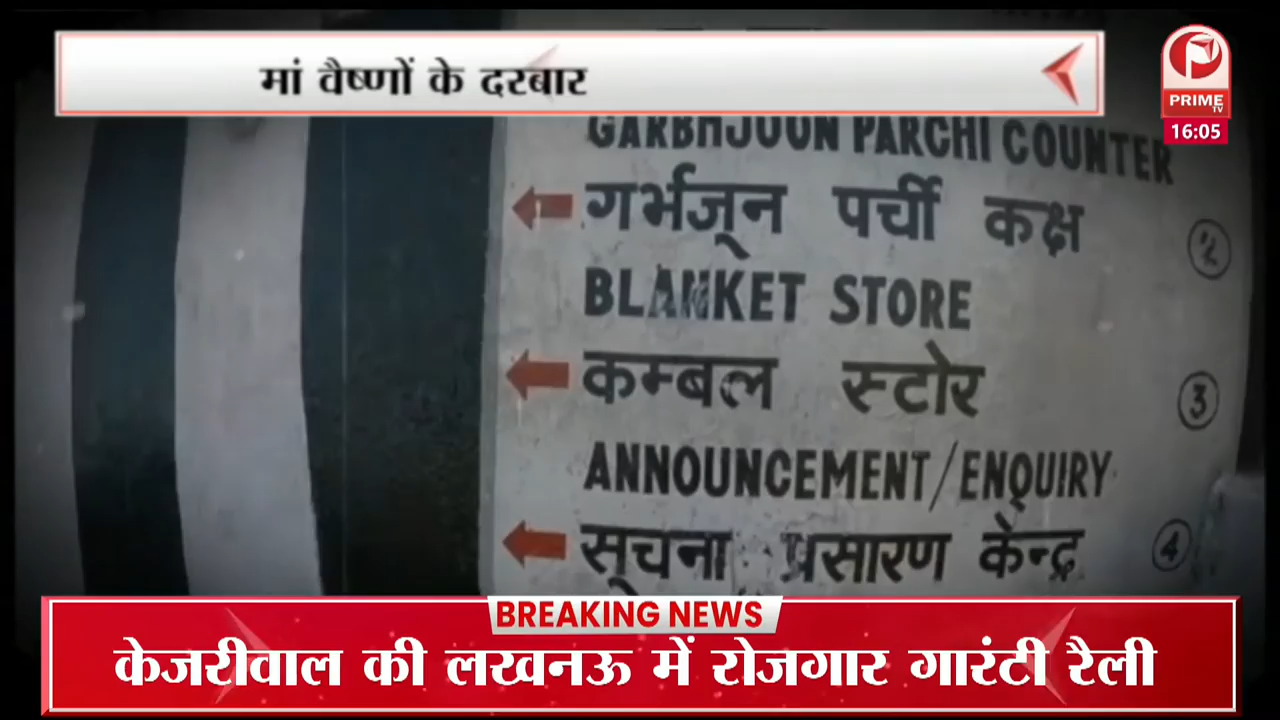 मां वैष्णों के दरबार
PRIME
TV
16:05
GARBHJOON PARCHI COUNTER
गर्भजून पर्ची कक्ष
2
BLANKET STORE
कम्बल स्टोर
3
ANNOUNCEMENT/ENQUIRY
सूचना प्रसारण केन्द्र
4
BREAKING NEWS
केजरीवाल की लखनऊ में रोजगार गारंटी रैली